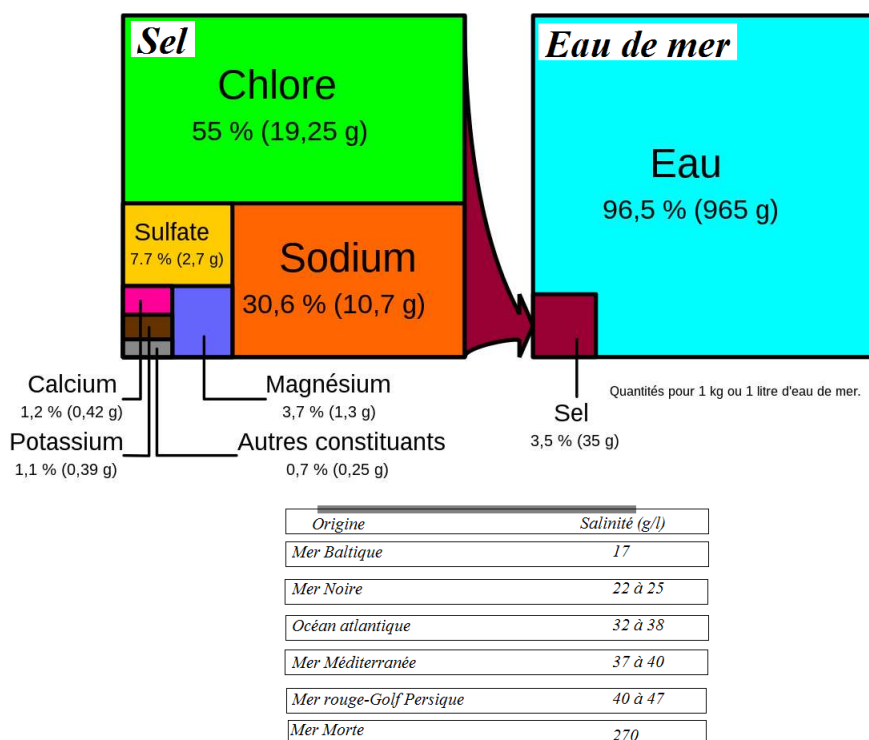 Sel
Chlore
55 % (19,25 g)
Sulfate
7.7 % (2,7 g)
Sodium
30,6 % (10,7 g)
Calcium
1,2 % (0,42 g)
Magnésium
3,7 % (1,3 g)
Potassium
1,1 % (0,39 g)
Autres constituants
0,7 % (0,25 g)
Eau de mer
Eau
96,5 % (965 g)
Quantités pour 1 kg ou 1 litre d'eau de mer.
Sel
3,5 % (35 g)
Origine Salinité (g/l)
Mer Baltique 17
Mer Noire 22 à 25
Océan atlantique 32 à 38
Mer Méditerranée 37 à 40
Mer rouge-Golf Persique 40 à 47
Mer Morte 270